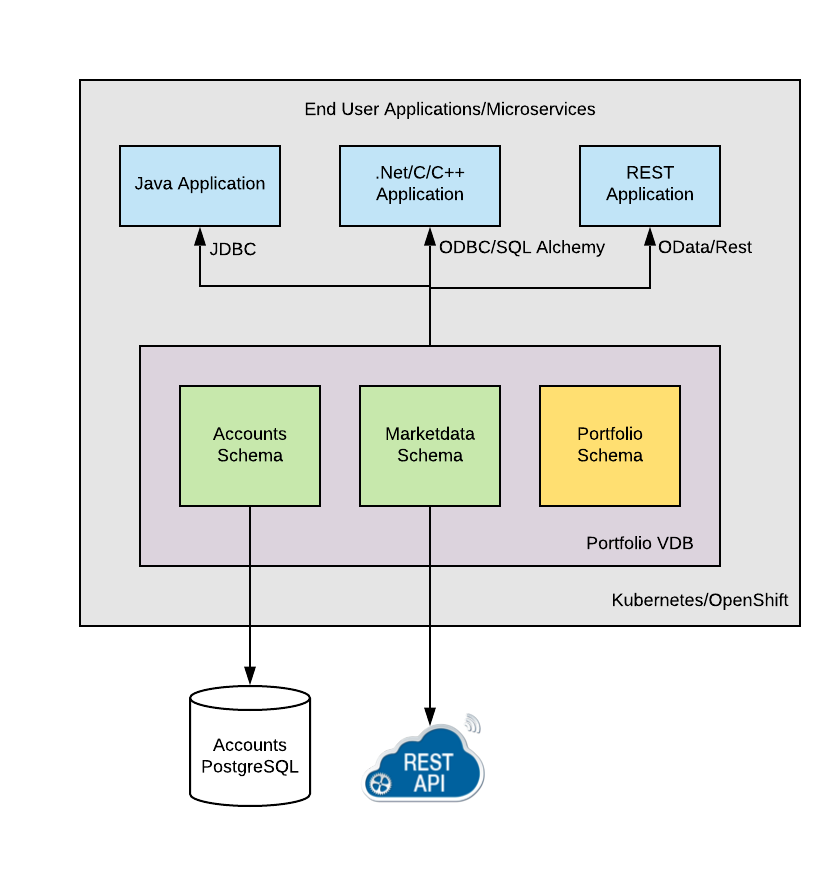 End User Applications/Microservices
Java Application
.Net/C/C++
Application
REST
Application
JDBC
ODBC/SQL Alchemy
OData/Rest
Accounts
Schema
Marketdata
Schema
Portfolio
Schema
Portfolio VDB
Kubernetes/OpenShift
Accounts
PostgreSQL
REST
API